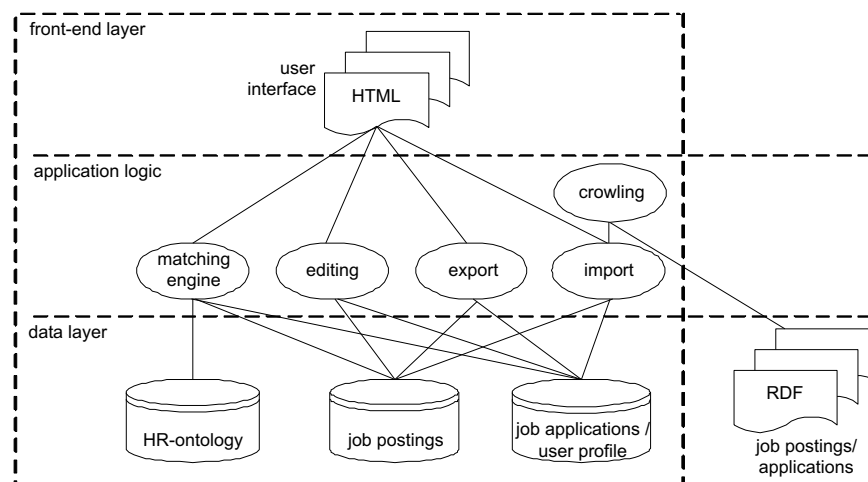 front-end layer
user
interface
HTML
application logic
crowling
matching
engine
editing
export
import
data layer
HR-ontology
job postings
job applications /
user profile
RDF
job postings/
applications